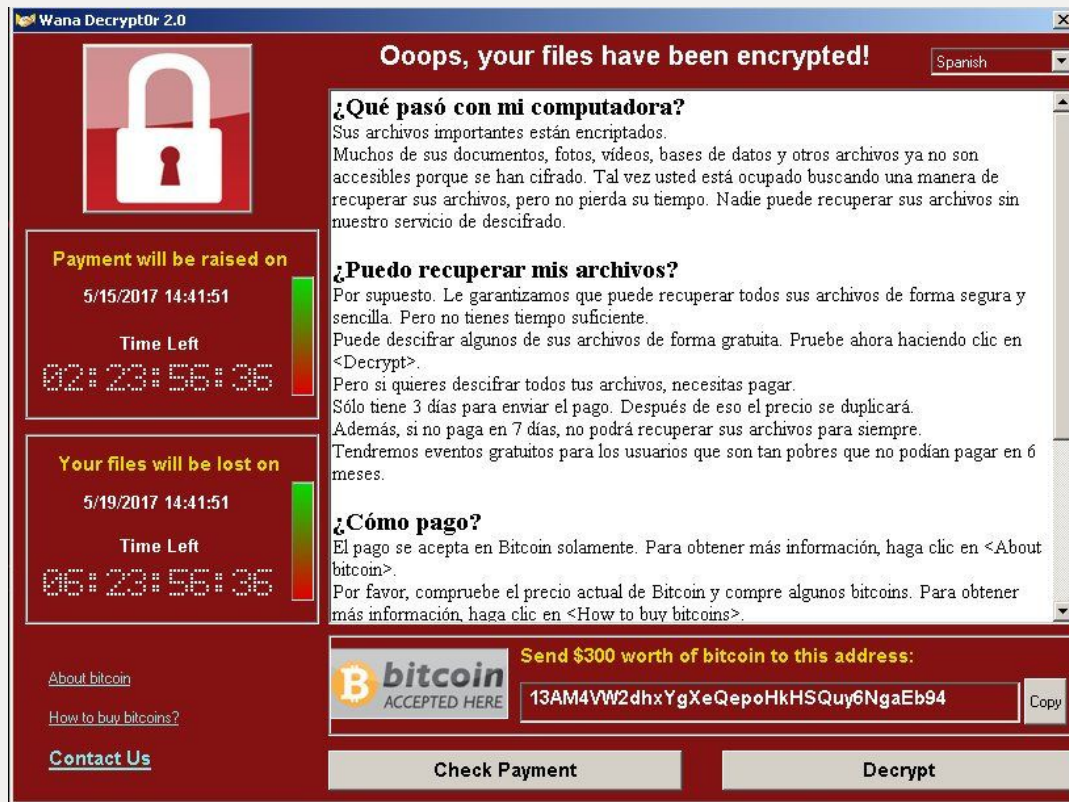 Wana Decrypt0r 2.0
Ooops, your files have been encrypted!
Spanish
¿Qué pasó con mi computadora?
Sus archivos importantes están encriptados.
Muchos de sus documentos, fotos, vídeos, bases de datos y otros archivos ya no son
accesibles porque se han cifrado. Tal vez usted está ocupado buscando una manera de
recuperar sus archivos, pero no pierda su tiempo. Nadie puede recuperar sus archivos sin
nuestro servicio de descifrado.
¿Puedo recuperar mis archivos?
Por supuesto. Le garantizamos que puede recuperar todos sus archivos de forma segura y
sencilla. Pero no tienes tiempo suficiente.
Puede descifrar algunos de sus archivos de forma gratuita. Pruebe ahora haciendo clic en
<Decrypt>.
Pero si quieres descifrar todos tus archivos, necesitas pagar.
Sólo tiene 3 días para enviar el pago. Después de eso el precio se duplicará.
Además, si no paga en 7 días, no podrá recuperar sus archivos para siempre.
Tendremos eventos gratuitos para los usuarios que son tan pobres que no podían pagar en 6
meses.
¿Cómo pago?
El pago se acepta en Bitcoin solamente. Para obtener más información, haga clic en <About
bitcoin>.
Por favor, compruebe el precio actual de Bitcoin y compre algunos bitcoins. Para obtener
más información, haga clic en <How to buy bitcoins>.
Payment will be raised on
5/15/2017 14:41:51
Time Left
02:23:56:36
Your files will be lost on
5/19/2017 14:41:51
Time Left
06:23:56:36
About bitcoin
How to buy bitcoins?
Contact Us
bitcoin
ACCEPTED HERE
Send $300 worth of bitcoin to this address:
13AM4VW2dhxYgXeQepoHkHSQuy6NgaEb94
Copy
Check Payment
Decrypt